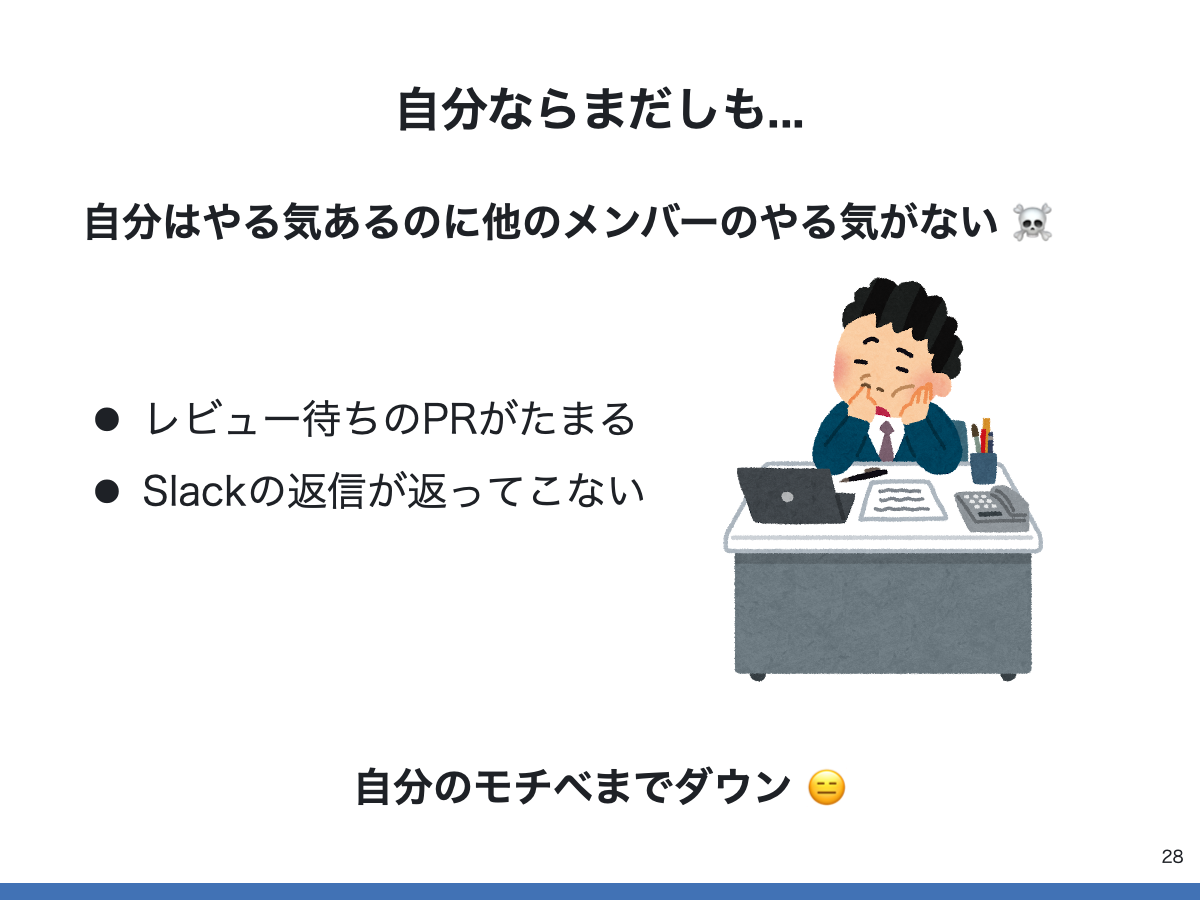 自分ならまだしも...
自分はやる気あるのに他のメンバーのやる気がない ☠️
● レビュー待ちのPRがたまる
● Slackの返信が返ってこない
自分のモチベまでダウン 😑
28